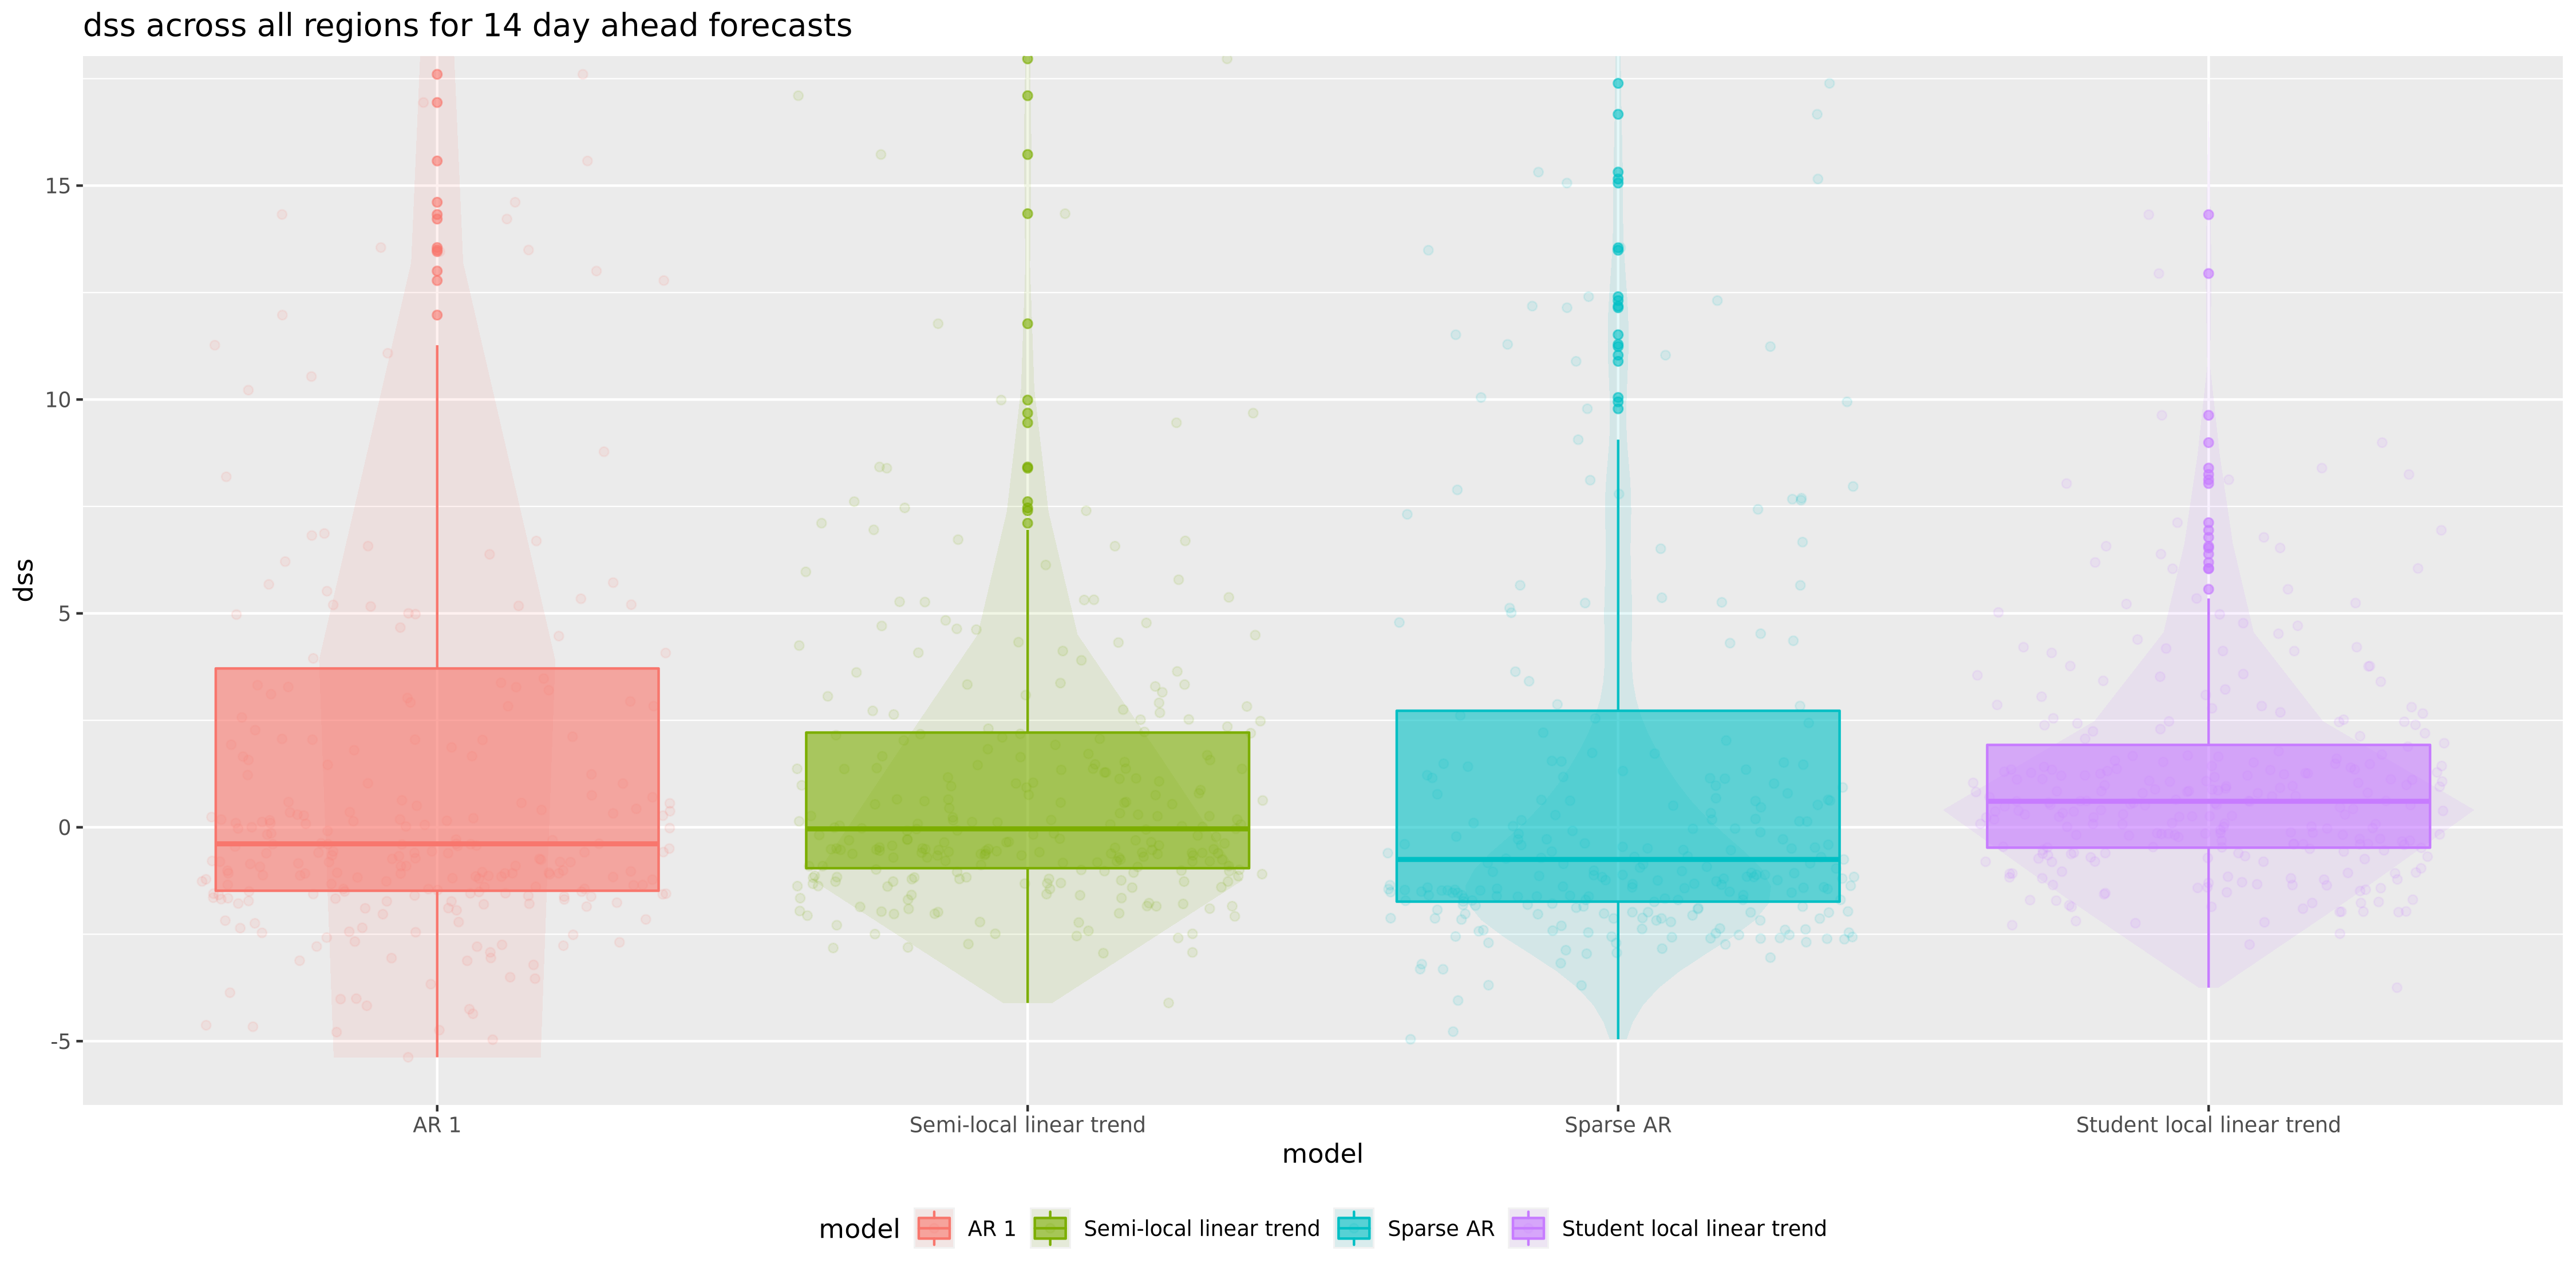 dss across all regions for 14 day ahead forecasts
15
10
5
0
-5
dss
AR 1
Semi-local linear trend
Sparse AR
Student local linear trend
model
model
AR 1
Semi-local linear trend
Sparse AR
Student local linear trend